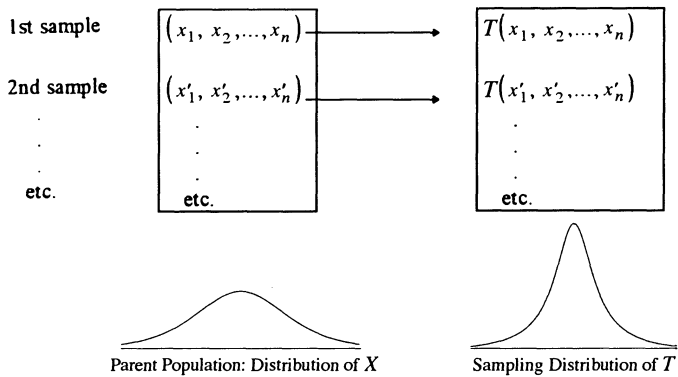 1st sample (x₁, x₂,..., xₙ) T(x₁, x₂,..., xₙ)
2nd sample (x′₁, x′₂,..., x′ₙ) T(x′₁, x′₂,..., x′ₙ)
. . .
. . .
. . .
etc. etc. etc.
Parent Population: Distribution of X Sampling Distribution of T